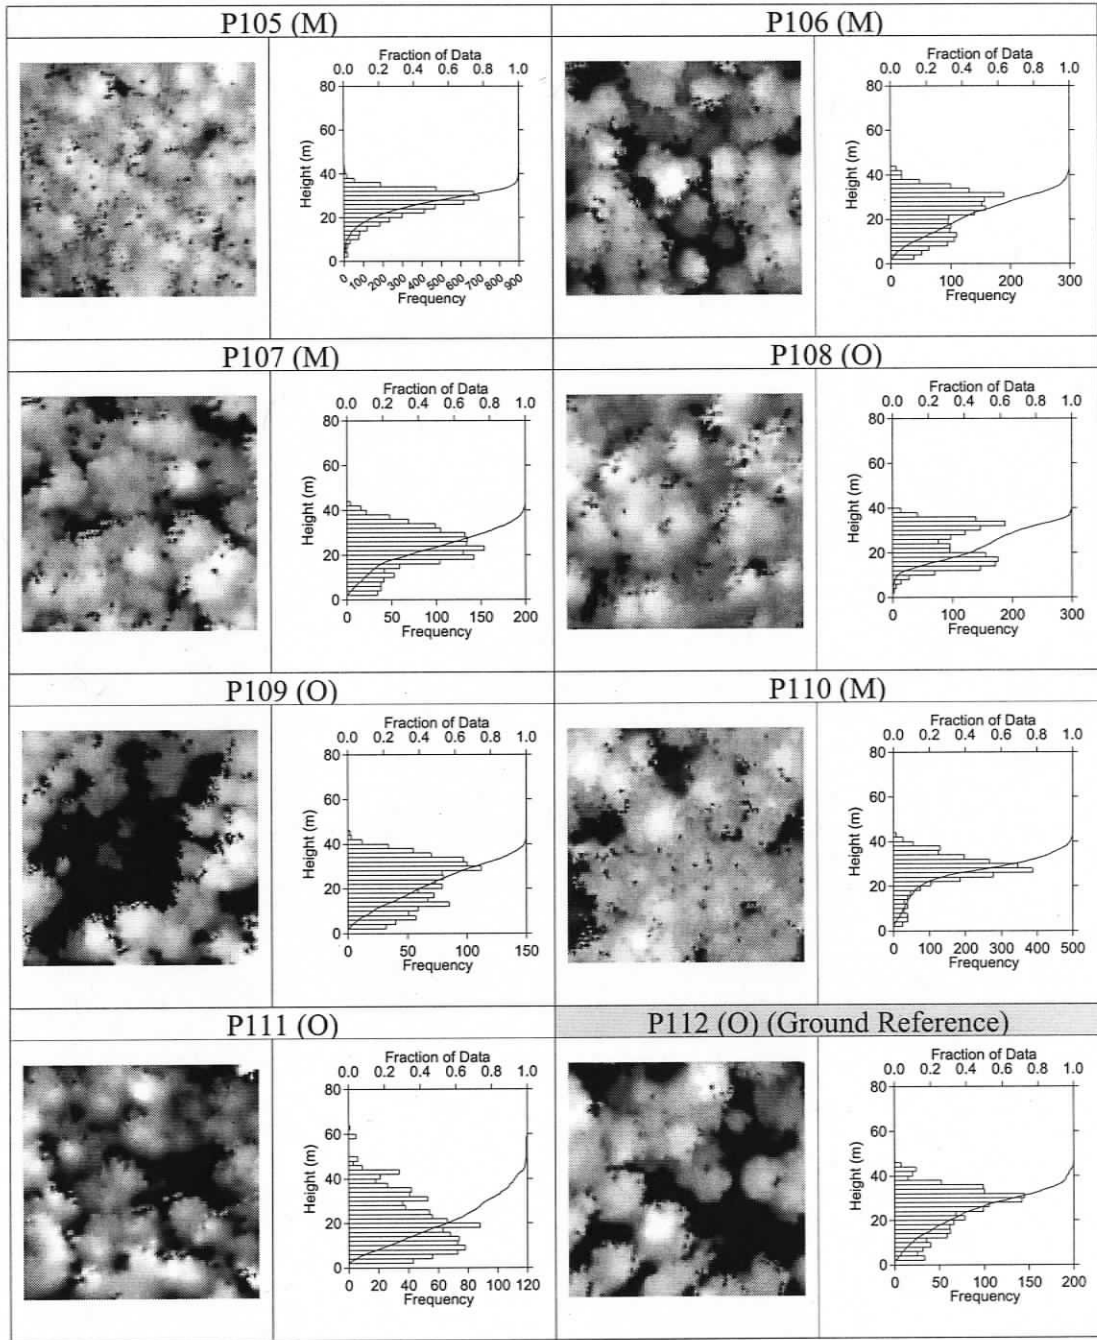 P105 (M)
Fraction of Data
0.0 0.2 0.4 0.6 0.8 1.0
80
60
40
20
0
Height (m)
0 100 200 300 400 500 600 700 800 900
Frequency
P106 (M)
Fraction of Data
0.0 0.2 0.4 0.6 0.8 1.0
80
60
40
20
0
Height (m)
0 100 200 300
Frequency
P107 (M)
Fraction of Data
0.0 0.2 0.4 0.6 0.8 1.0
80
60
40
20
0
Height (m)
0 50 100 150 200
Frequency
P108 (O)
Fraction of Data
0.0 0.2 0.4 0.6 0.8 1.0
80
60
40
20
0
Height (m)
0 100 200 300
Frequency
P109 (O)
Fraction of Data
0.0 0.2 0.4 0.6 0.8 1.0
80
60
40
20
0
Height (m)
0 50 100 150
Frequency
P110 (M)
Fraction of Data
0.0 0.2 0.4 0.6 0.8 1.0
80
60
40
20
0
Height (m)
0 100 200 300 400 500
Frequency
P111 (O)
Fraction of Data
0.0 0.2 0.4 0.6 0.8 1.0
80
60
40
20
0
Height (m)
0 20 40 60 80 100 120
Frequency
P112 (O) (Ground Reference)
Fraction of Data
0.0 0.2 0.4 0.6 0.8 1.0
80
60
40
20
0
Height (m)
0 50 100 150 200
Frequency